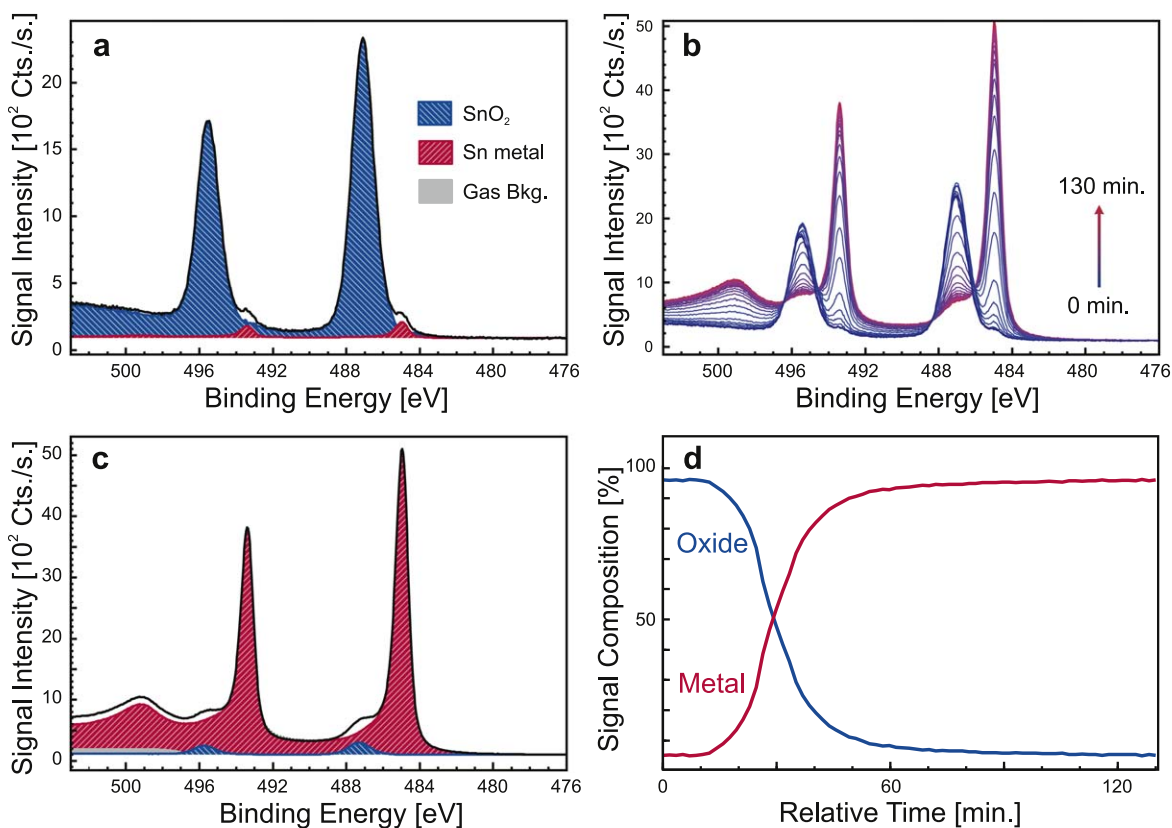 a
Signal Intensity [10² Cts./s.]
20
15
10
5
0
SnO₂
Sn metal
Gas Bkg.
500 496 492 488 484 480 476
Binding Energy [eV]
b
Signal Intensity [10² Cts./s.]
50
40
30
20
10
0
130 min.
0 min.
500 496 492 488 484 480 476
Binding Energy [eV]
c
Signal Intensity [10² Cts./s.]
50
40
30
20
10
0
500 496 492 488 484 480 476
Binding Energy [eV]
d
Signal Composition [%]
100
50
0
Oxide
Metal
0 60 120
Relative Time [min.]